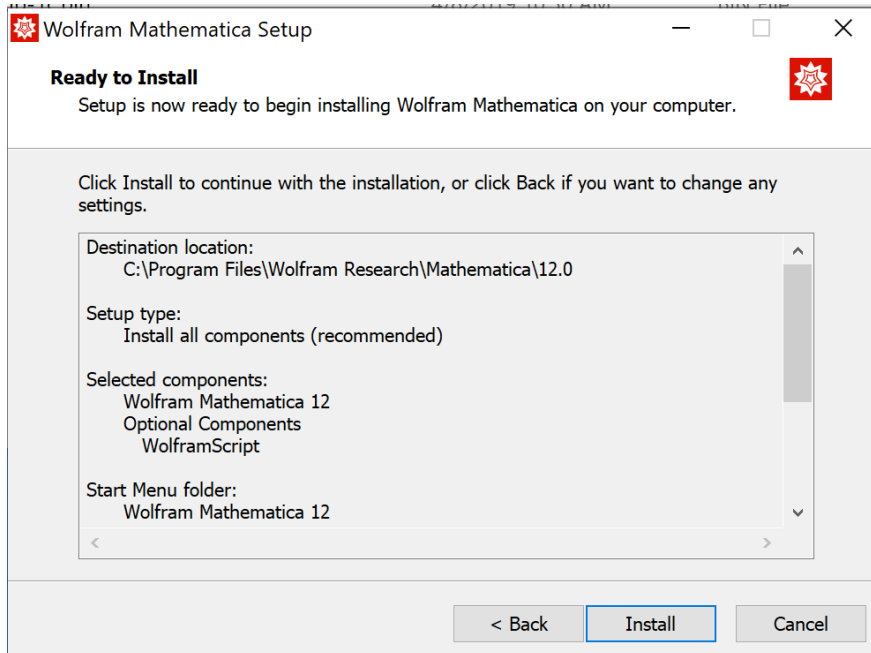 Wolfram Mathematica Setup
Ready to Install
Setup is now ready to begin installing Wolfram Mathematica on your computer.
Click Install to continue with the installation, or click Back if you want to change any
settings.
Destination location:
C:\Program Files\Wolfram Research\Mathematica\12.0
Setup type:
Install all components (recommended)
Selected components:
Wolfram Mathematica 12
Optional Components
WolframScript
Start Menu folder:
Wolfram Mathematica 12
< Back
Install
Cancel